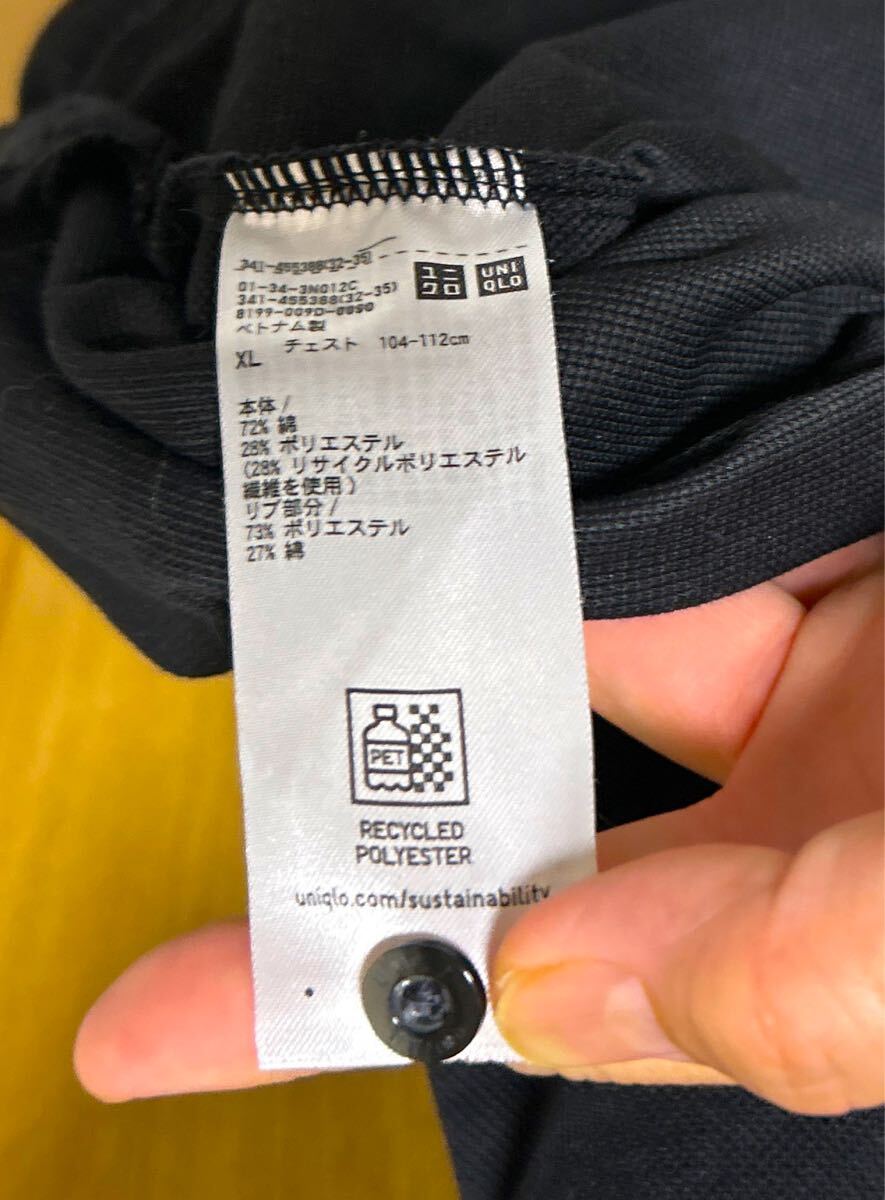 341-455388(32-35)
ユニクロ
UNIQLO
01-34-3N012C
341-455388(32-35)
ベトナム製
XL チェスト 104-112cm
本体/
72% 綿
28% ポリエステル
(28% リサイクルポリエステル
繊維を使用)
リブ部分/
73% ポリエステル
27% 綿
PET
RECYCLED
POLYESTER
uniqlo.com/sustainability